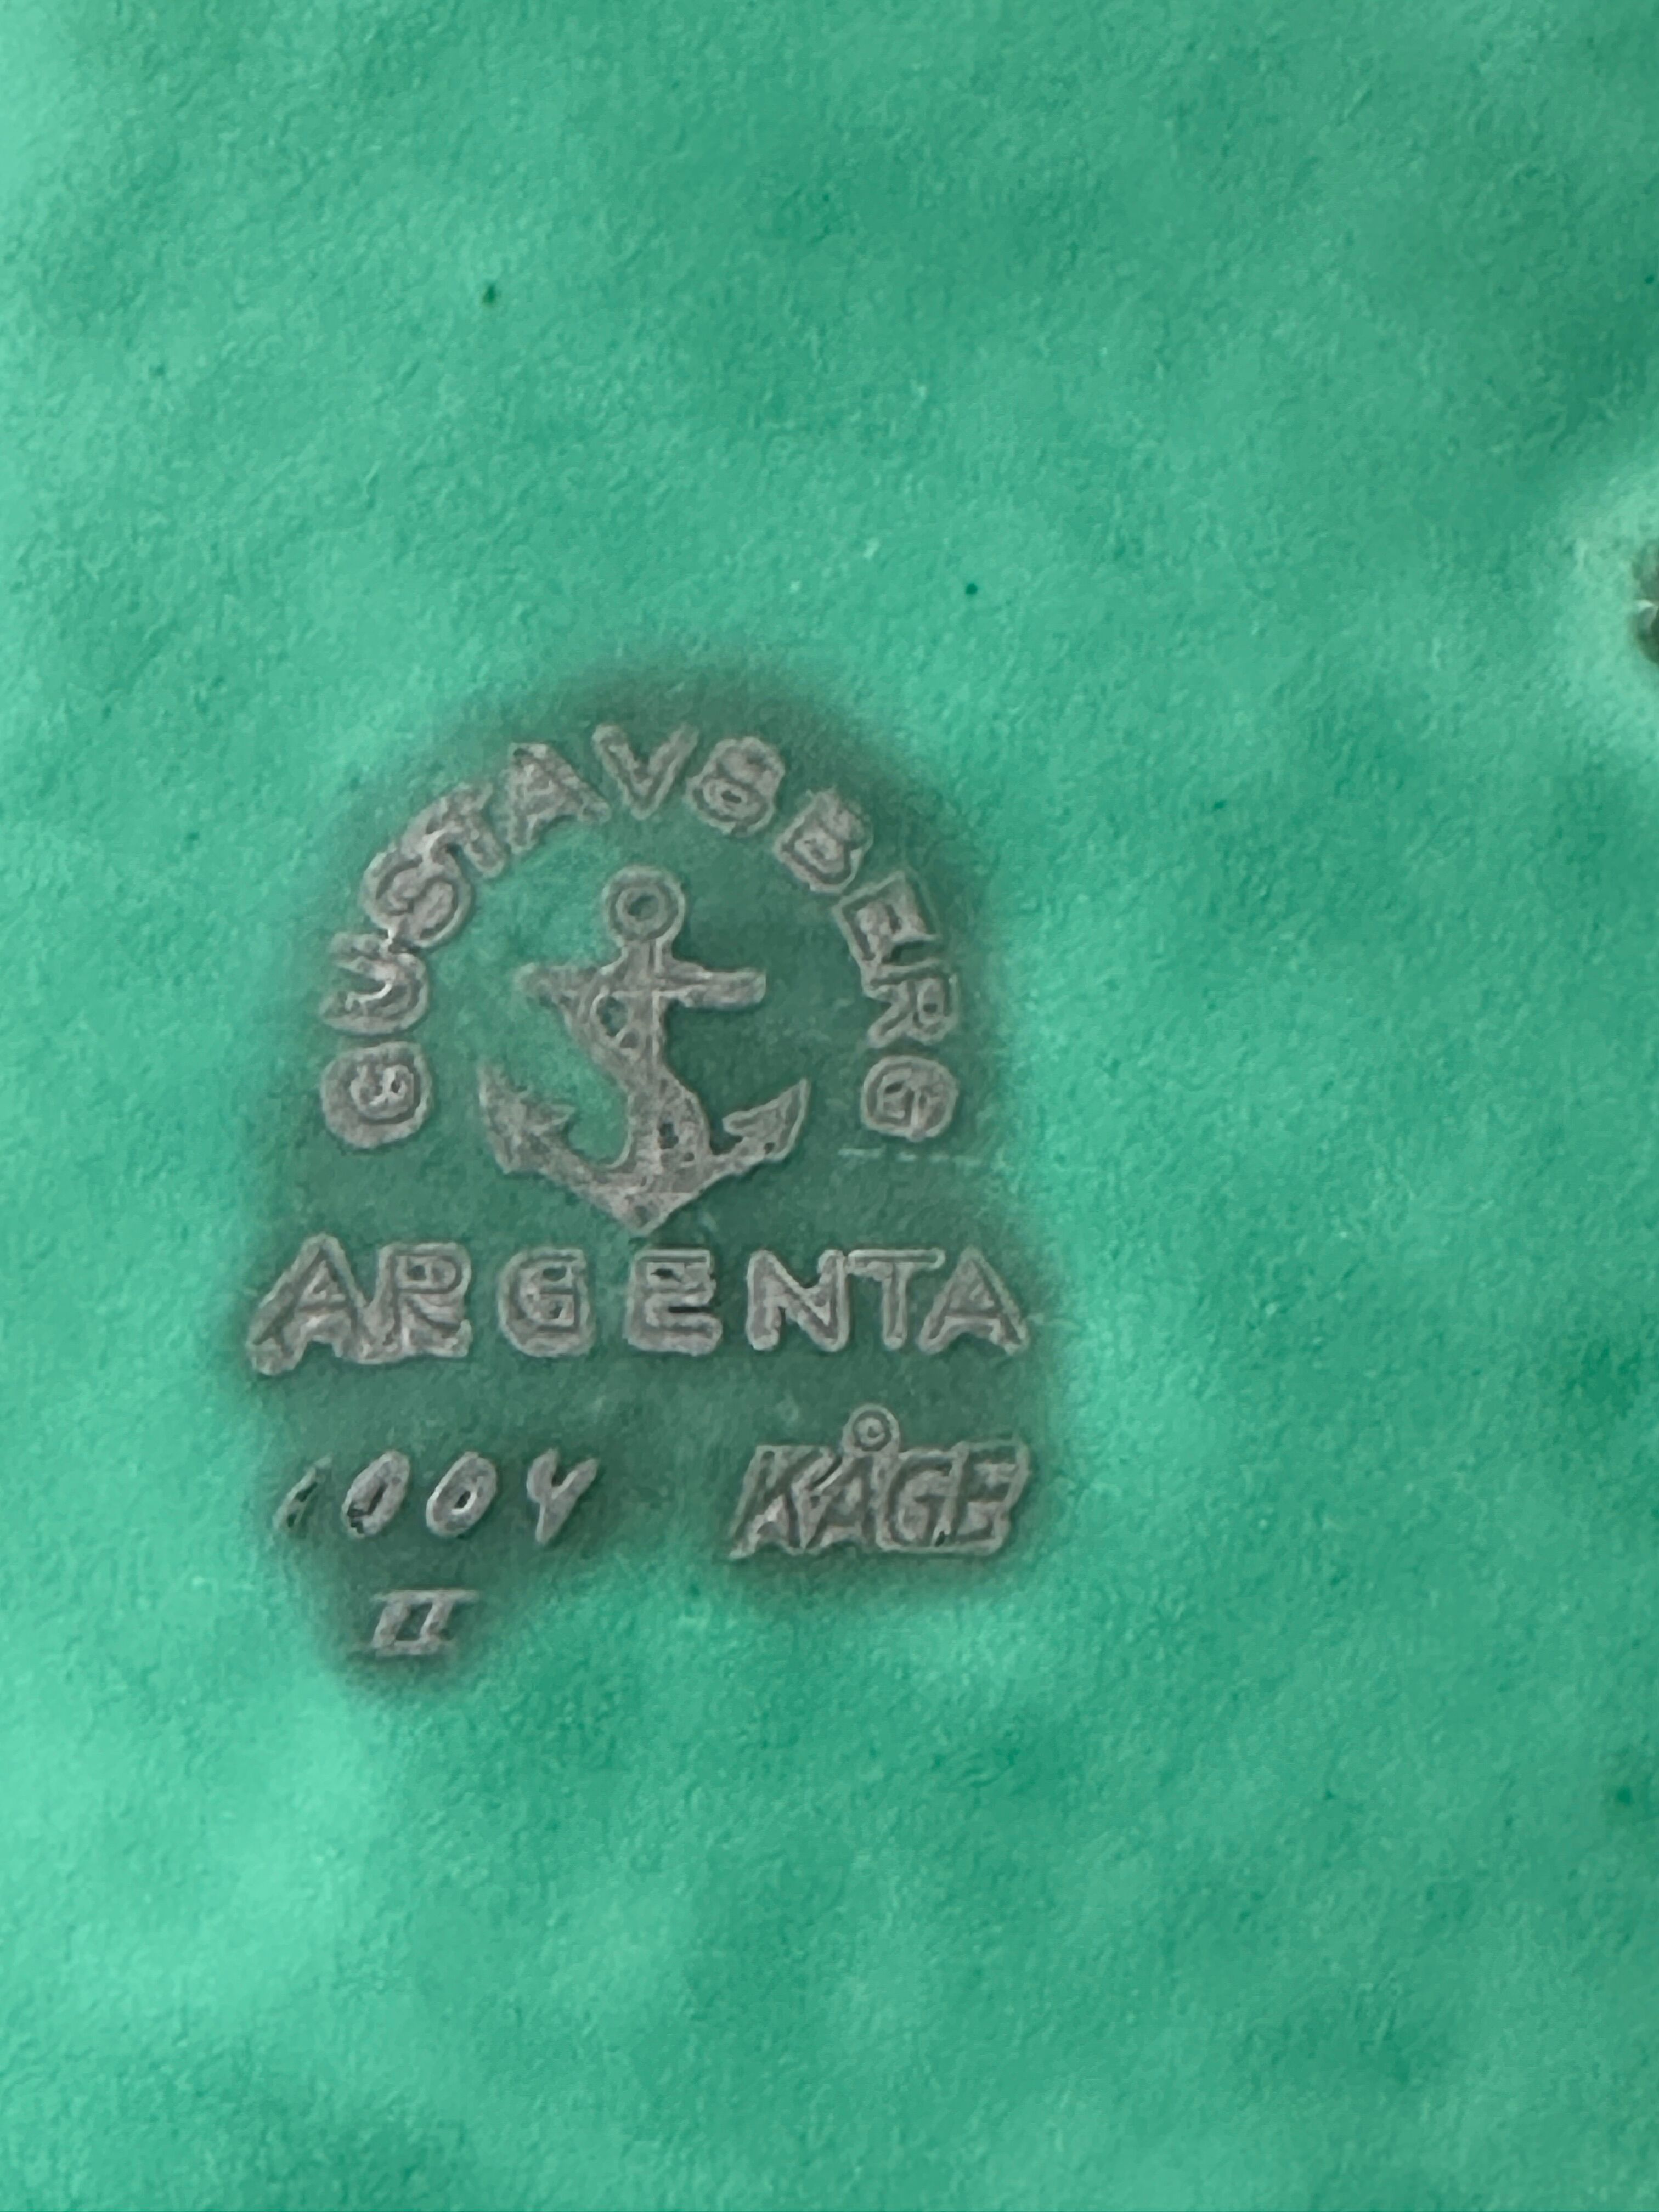 GUSTAVSBERG
ARGENTA
1004 KÅGE
II